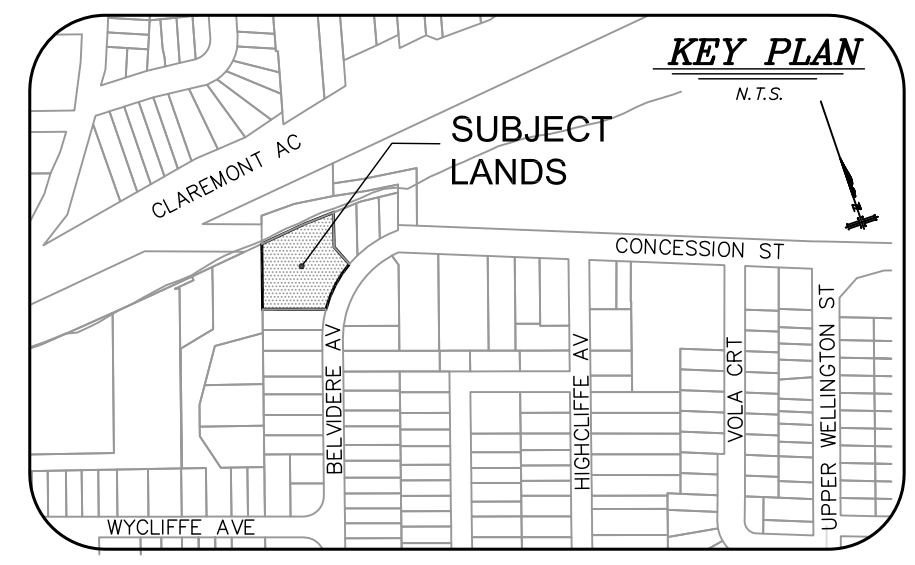 KEY PLAN
N.T.S.
SUBJECT
LANDS
CLAREMONT AC
CONCESSION ST
BELVIDERE AV
HIGHCLIFFE AV
VOLA CRT
UPPER WELLINGTON ST
WYCLIFFE AVE